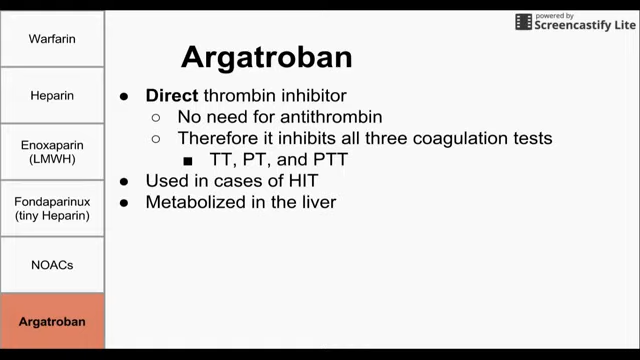 powered by
Screencastify Lite
Warfarin
Heparin
Enoxaparin
(LMWH)
Fondaparinux
(tiny Heparin)
NOACs
Argatroban
Argatroban
● Direct thrombin inhibitor
○ No need for antithrombin
○ Therefore it inhibits all three coagulation tests
■ TT, PT, and PTT
● Used in cases of HIT
● Metabolized in the liver